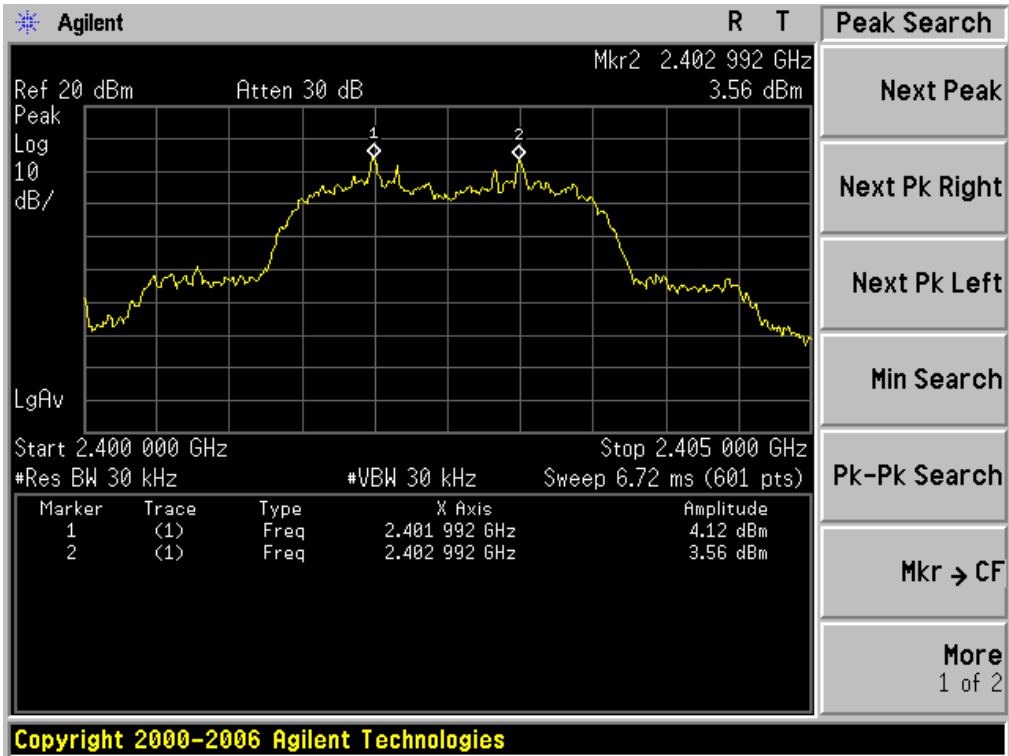 Agilent R T
Mkr2 2.402 992 GHz
Ref 20 dBm Atten 30 dB 3.56 dBm
Peak
Log
10
dB/
1 2
LgAv
Start 2.400 000 GHz Stop 2.405 000 GHz
#Res BW 30 kHz #VBW 30 kHz Sweep 6.72 ms (601 pts)
Marker Trace Type X Axis Amplitude
1 (1) Freq 2.401 992 GHz 4.12 dBm
2 (1) Freq 2.402 992 GHz 3.56 dBm
Peak Search
Next Peak
Next Pk Right
Next Pk Left
Min Search
Pk-Pk Search
Mkr → CF
More
1 of 2
Copyright 2000-2006 Agilent Technologies